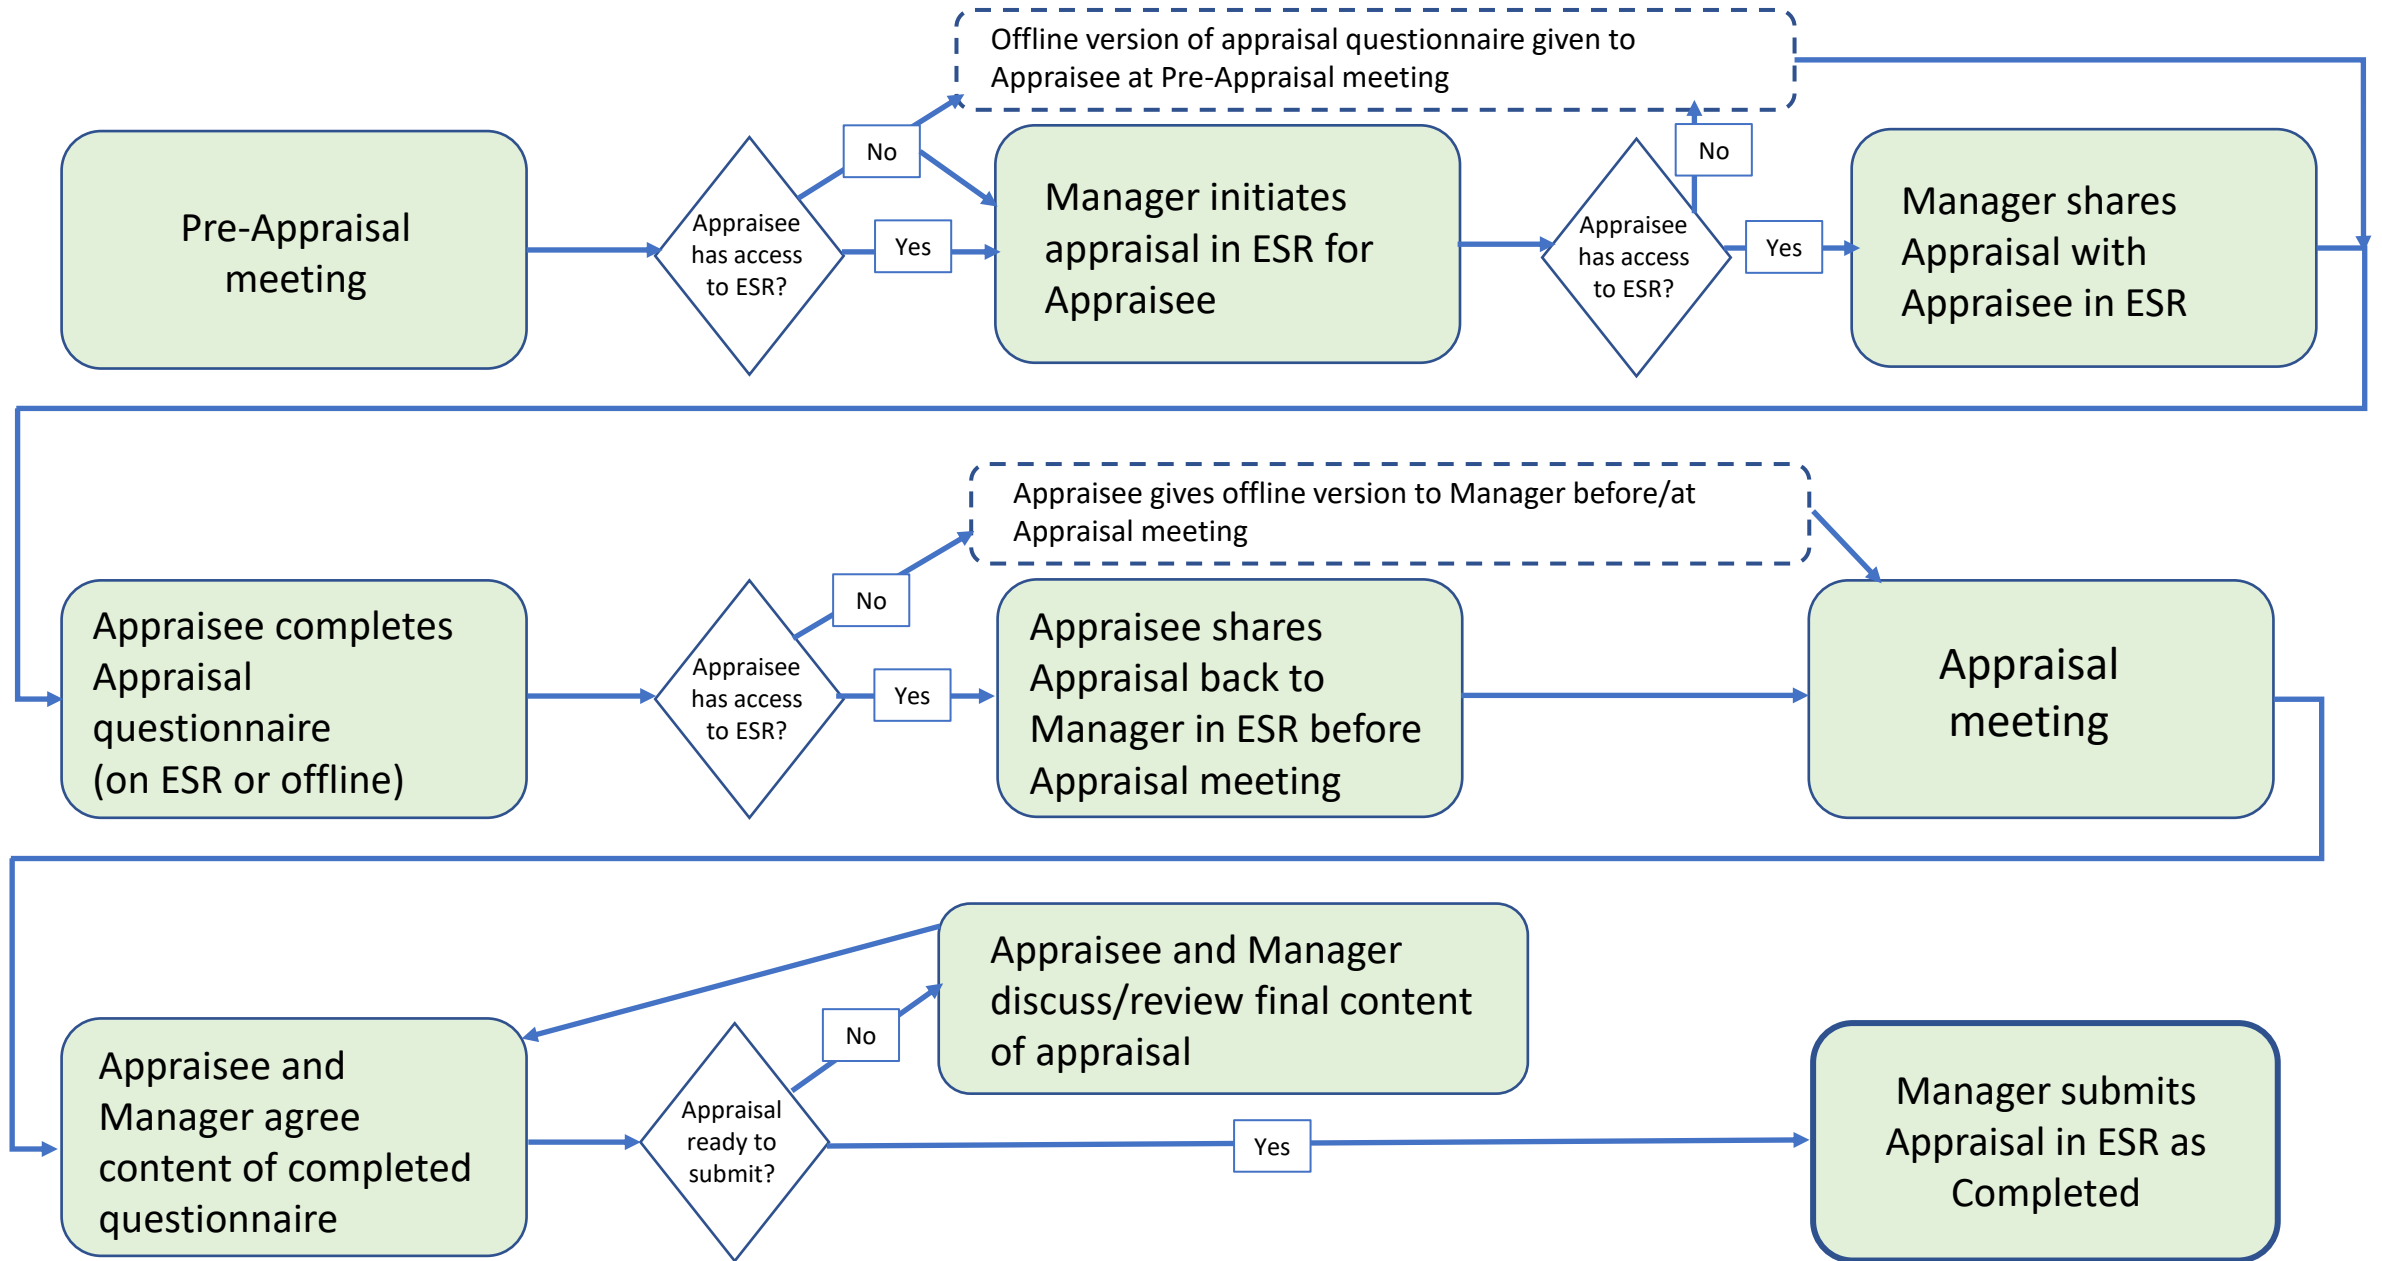 Offline version of appraisal questionnaire given to
Appraisee at Pre-Appraisal meeting
Pre-Appraisal
meeting
Appraisee
has access
to ESR?
No
Yes
Manager initiates
appraisal in ESR for
Appraisee
Appraisee
has access
to ESR?
No
Yes
Manager shares
Appraisal with
Appraisee in ESR
Appraisee gives offline version to Manager before/at
Appraisal meeting
Appraisee completes
Appraisal
questionnaire
(on ESR or offline)
Appraisee
has access
to ESR?
No
Yes
Appraisee shares
Appraisal back to
Manager in ESR before
Appraisal meeting
Appraisal
meeting
Appraisee and Manager
discuss/review final content
of appraisal
Appraisee and
Manager agree
content of completed
questionnaire
Appraisal
ready to
submit?
No
Yes
Manager submits
Appraisal in ESR as
Completed